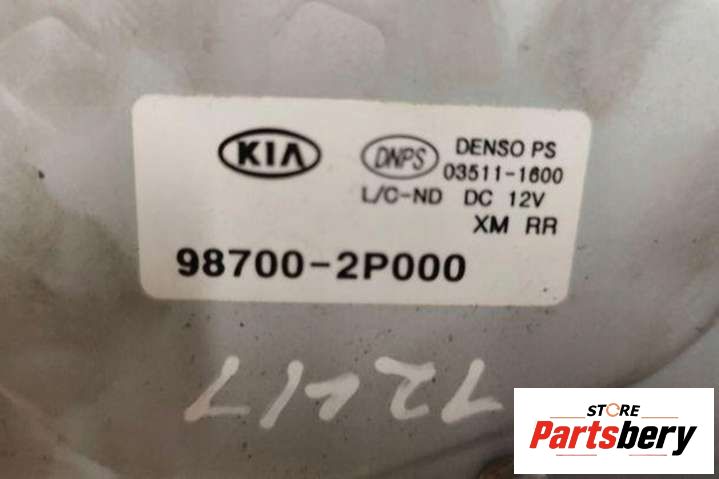 KIA
DNPS
DENSO PS
03511-1600
L/C-ND DC 12V
XM RR
98700-2P000
STORE
Partsbery